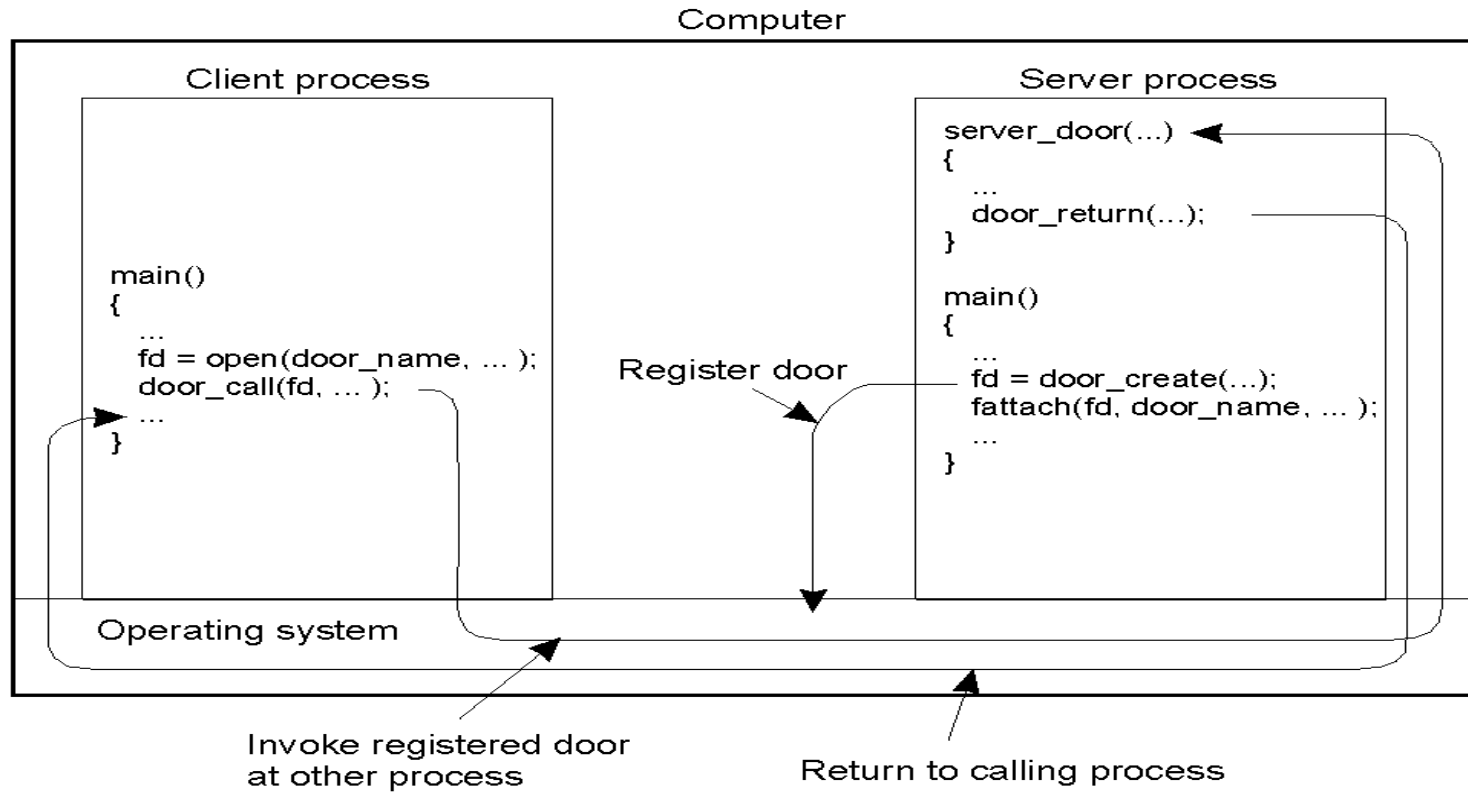 Computer
Client process
main()
{
...
fd = open(door_name, ... );
door_call(fd, ... );
...
}
Server process
server_door(...)
{
...
door_return(...);
}
main()
{
...
fd = door_create(...);
fattach(fd, door_name, ... );
...
}
Register door
Operating system
Invoke registered door
at other process
Return to calling process